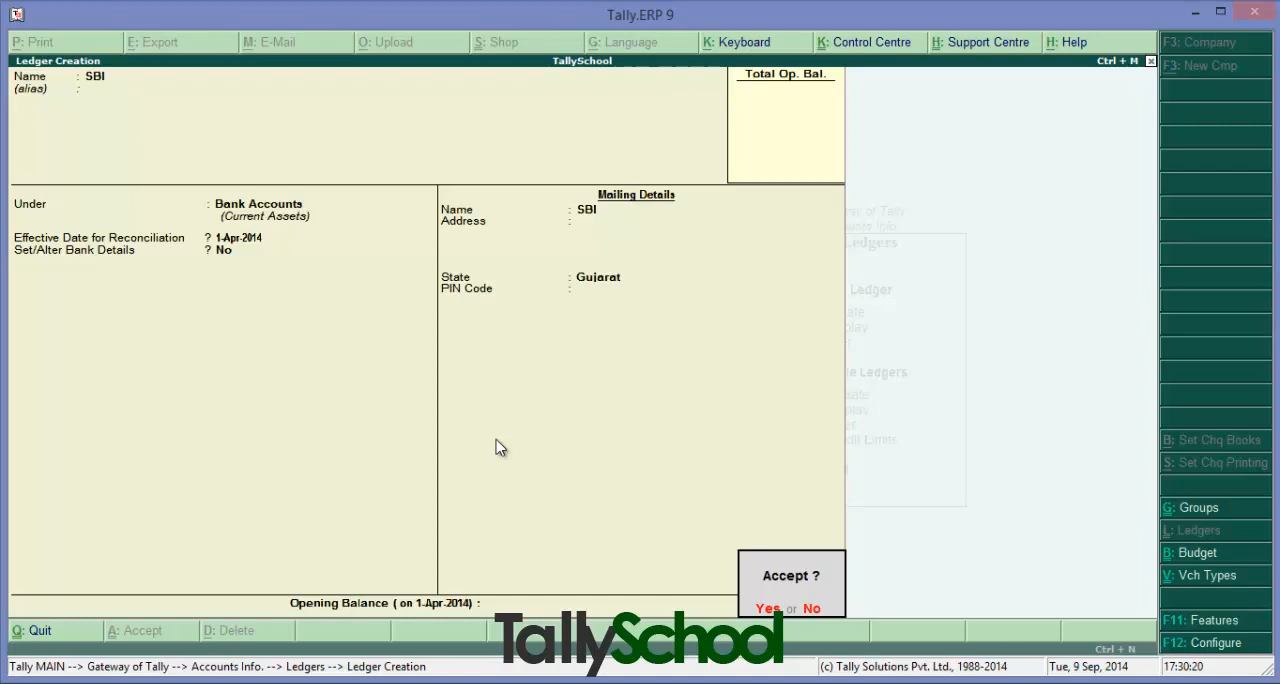 Tally.ERP 9
P: Print E: Export M: E-Mail O: Upload S: Shop G: Language K: Keyboard K: Control Centre H: Support Centre H: Help
F3: Company
F3: New Cmp
Ledger Creation TallySchool Ctrl + M
Name : SBI
(alias) :
Total Op. Bal.
Under : Bank Accounts
(Current Assets)
Effective Date for Reconciliation ? 1-Apr-2014
Set/Alter Bank Details ? No
Mailing Details
Name : SBI
Address :
State : Gujarat
PIN Code :
Ledgers
Ledger
Ledgers
Credit Limits
B: Set Chq Books
S: Set Chq Printing
G: Groups
L: Ledgers
B: Budget
V: Vch Types
F11: Features
F12: Configure
Accept ?
Yes or No
Opening Balance ( on 1-Apr-2014) :
Q: Quit A: Accept D: Delete
TallySchool
Ctrl + N
Tally MAIN --> Gateway of Tally --> Accounts Info. --> Ledgers --> Ledger Creation (c) Tally Solutions Pvt. Ltd., 1988-2014 Tue, 9 Sep, 2014 17:30:20